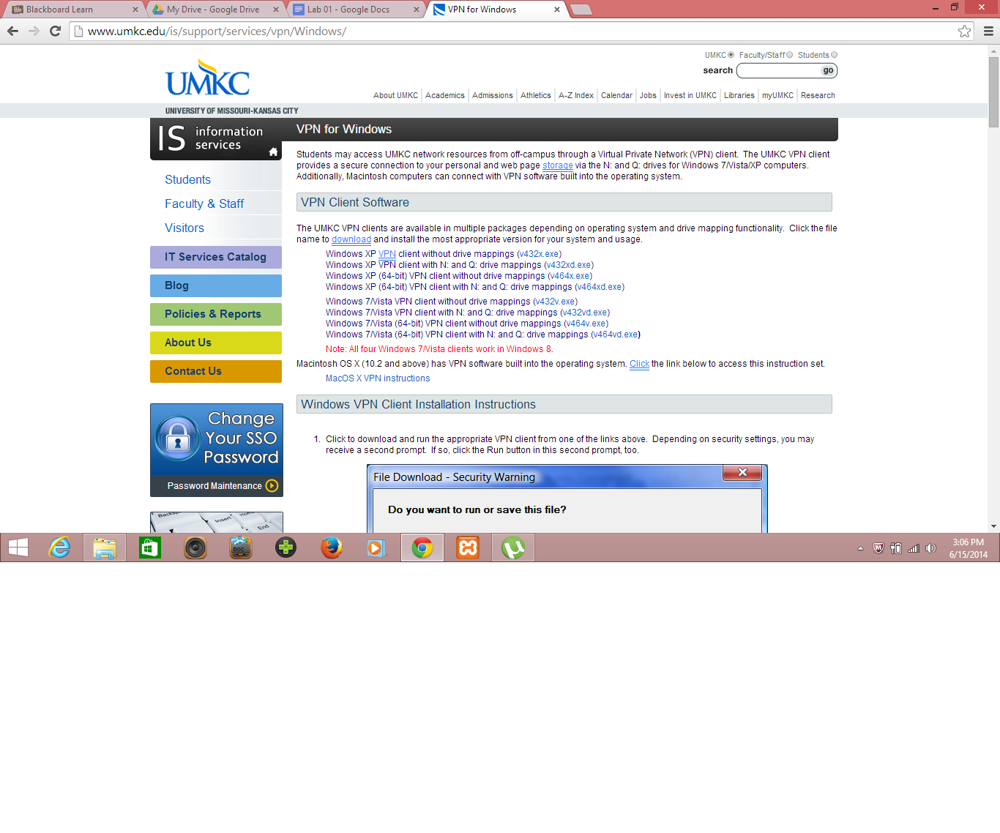 Blackboard Learn
My Drive - Google Drive
Lab 01 - Google Docs
VPN for Windows
www.umkc.edu/is/support/services/vpn/Windows/
UMKC Faculty/Staff Students
search go
UMKC
About UMKC Academics Admissions Athletics A-Z Index Calendar Jobs Invest in UMKC Libraries myUMKC Research
UNIVERSITY OF MISSOURI-KANSAS CITY
IS information services
Students
Faculty & Staff
Visitors
IT Services Catalog
Blog
Policies & Reports
About Us
Contact Us
Change
Your SSO
Password
Password Maintenance
Insert
End
VPN for Windows
Students may access UMKC network resources from off-campus through a Virtual Private Network (VPN) client. The UMKC VPN client
provides a secure connection to your personal and web page storage via the N: and Q: drives for Windows 7/Vista/XP computers.
Additionally, Macintosh computers can connect with VPN software built into the operating system.
VPN Client Software
The UMKC VPN clients are available in multiple packages depending on operating system and drive mapping functionality. Click the file
name to download and install the most appropriate version for your system and usage.
Windows XP VPN client without drive mappings (v432x.exe)
Windows XP VPN client with N: and Q: drive mappings (v432xd.exe)
Windows XP (64-bit) VPN client without drive mappings (v464x.exe)
Windows XP (64-bit) VPN client with N: and Q: drive mappings (v464xd.exe)
Windows 7/Vista VPN client without drive mappings (v432v.exe)
Windows 7/Vista VPN client with N: and Q: drive mappings (v432vd.exe)
Windows 7/Vista (64-bit) VPN client without drive mappings (v464v.exe)
Windows 7/Vista (64-bit) VPN client with N: and Q: drive mappings (v464vd.exe)
Note: All four Windows 7/Vista clients work in Windows 8.
Macintosh OS X (10.2 and above) has VPN software built into the operating system. Click the link below to access this instruction set.
MacOS X VPN instructions
Windows VPN Client Installation Instructions
1. Click to download and run the appropriate VPN client from one of the links above. Depending on security settings, you may
receive a second prompt. If so, click the Run button in this second prompt, too.
File Download - Security Warning
Do you want to run or save this file?
DOC
3:06 PM
6/15/2014